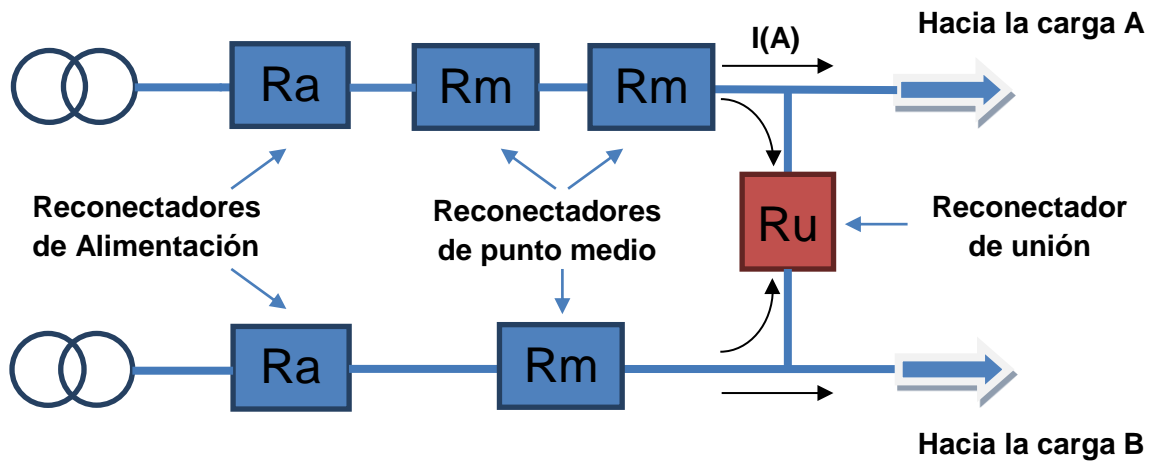 Hacia la carga A
I(A)
Ra
Rm
Rm
Reconectadores
de Alimentación
Reconectadores
de punto medio
Ru
Reconectador
de unión
Ra
Rm
Hacia la carga B